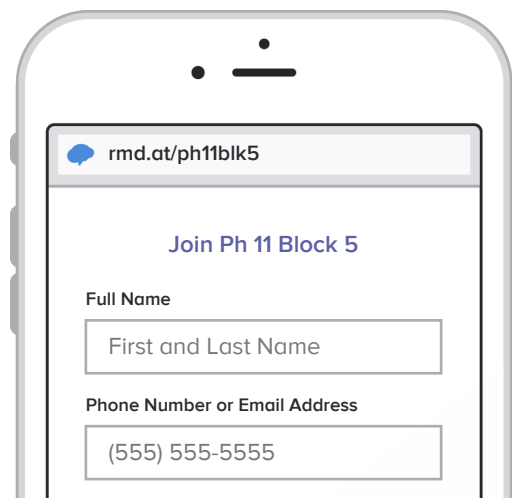 rmd.at/ph11blk5
Join Ph 11 Block 5
Full Name
First and Last Name
Phone Number or Email Address
(555) 555-5555